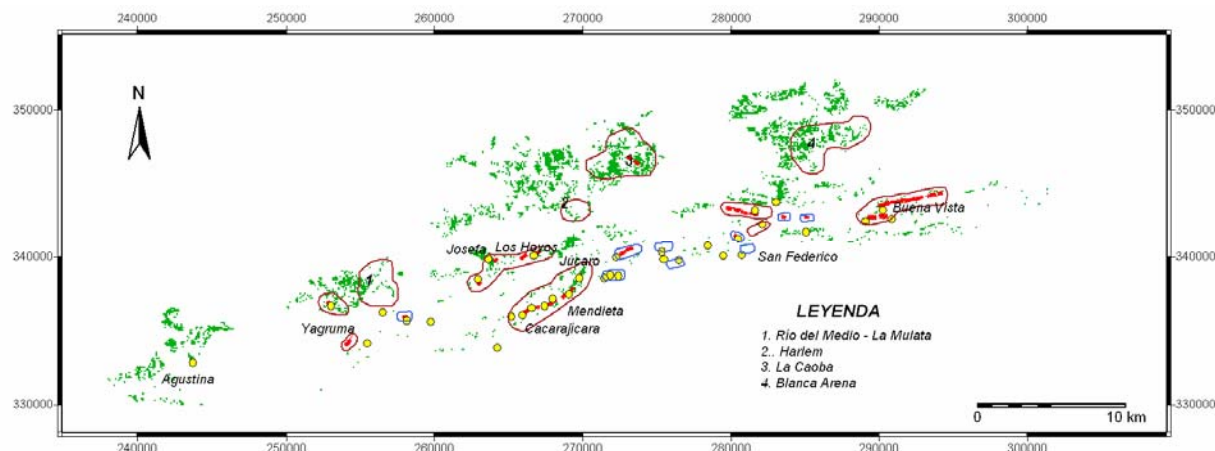 240000 250000 260000 270000 280000 290000 300000
N
350000 350000
4
3
2
Buena Vista
Josefa Los Hoyos
340000 340000
Júcaro San Federico
1
Mendieta
Yagruma Cacarajícara
LEYENDA
1. Río del Medio - La Mulata
2.. Harlem
3. La Caoba
4. Blanca Arena
Agustina
330000 330000
0 10 km
240000 250000 260000 270000 280000 290000 300000